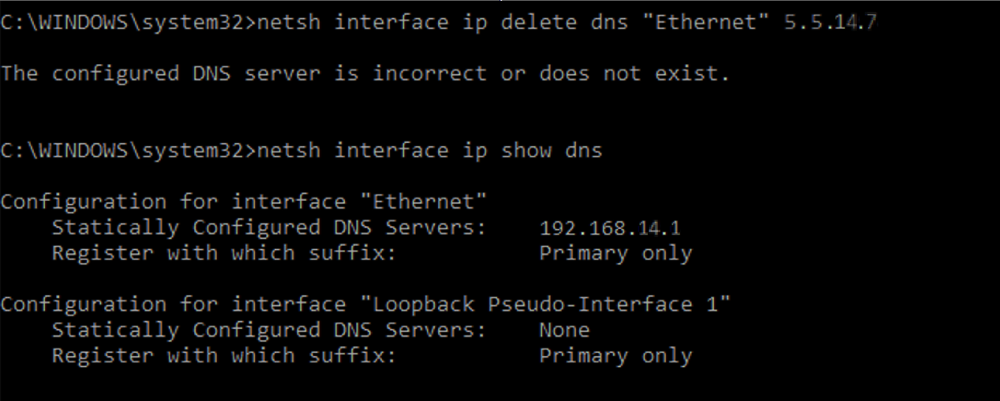 C:\WINDOWS\system32>netsh interface ip delete dns "Ethernet" 5.5.14.7
The configured DNS server is incorrect or does not exist.
C:\WINDOWS\system32>netsh interface ip show dns
Configuration for interface "Ethernet"
    Statically Configured DNS Servers:    192.168.14.1
    Register with which suffix:           Primary only
Configuration for interface "Loopback Pseudo-Interface 1"
    Statically Configured DNS Servers:    None
    Register with which suffix:           Primary only